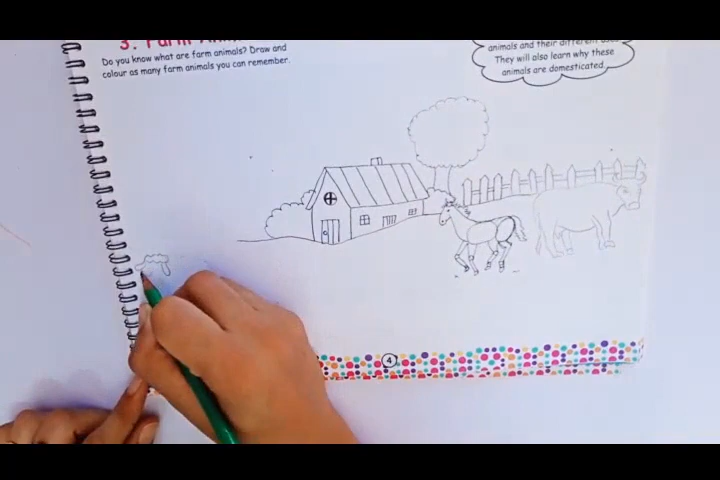 3. Farm
Do you know what are farm animals? Draw and
colour as many farm animals you can remember.
animals and their different
They will also learn why these
animals are domesticated.
4